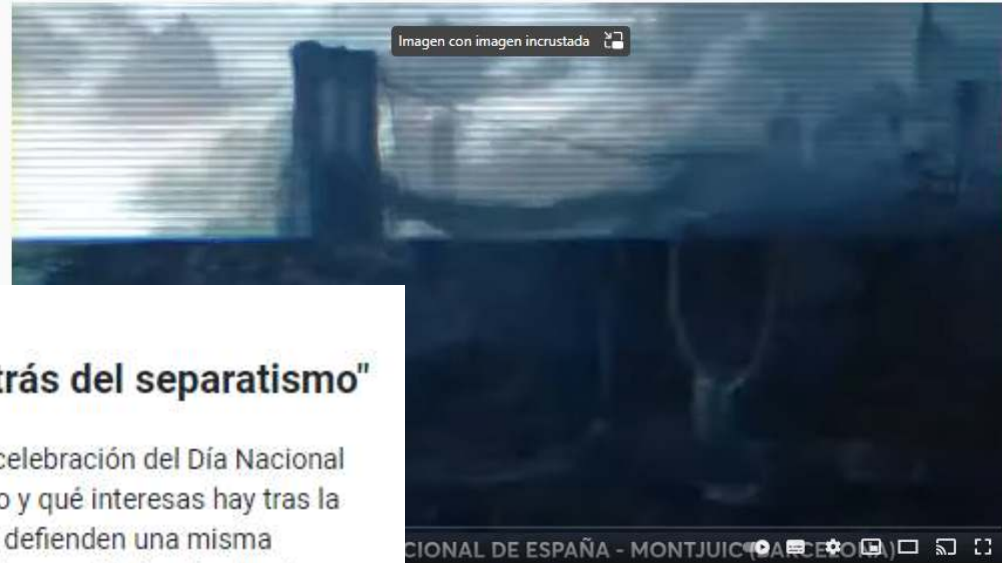 Imagen con imagen incrustada
trás del separatismo"
celebración del Día Nacional
o y qué interesas hay tras la
defienden una misma
CIONAL DE ESPAÑA - MONTJUIC (BARCELONA)